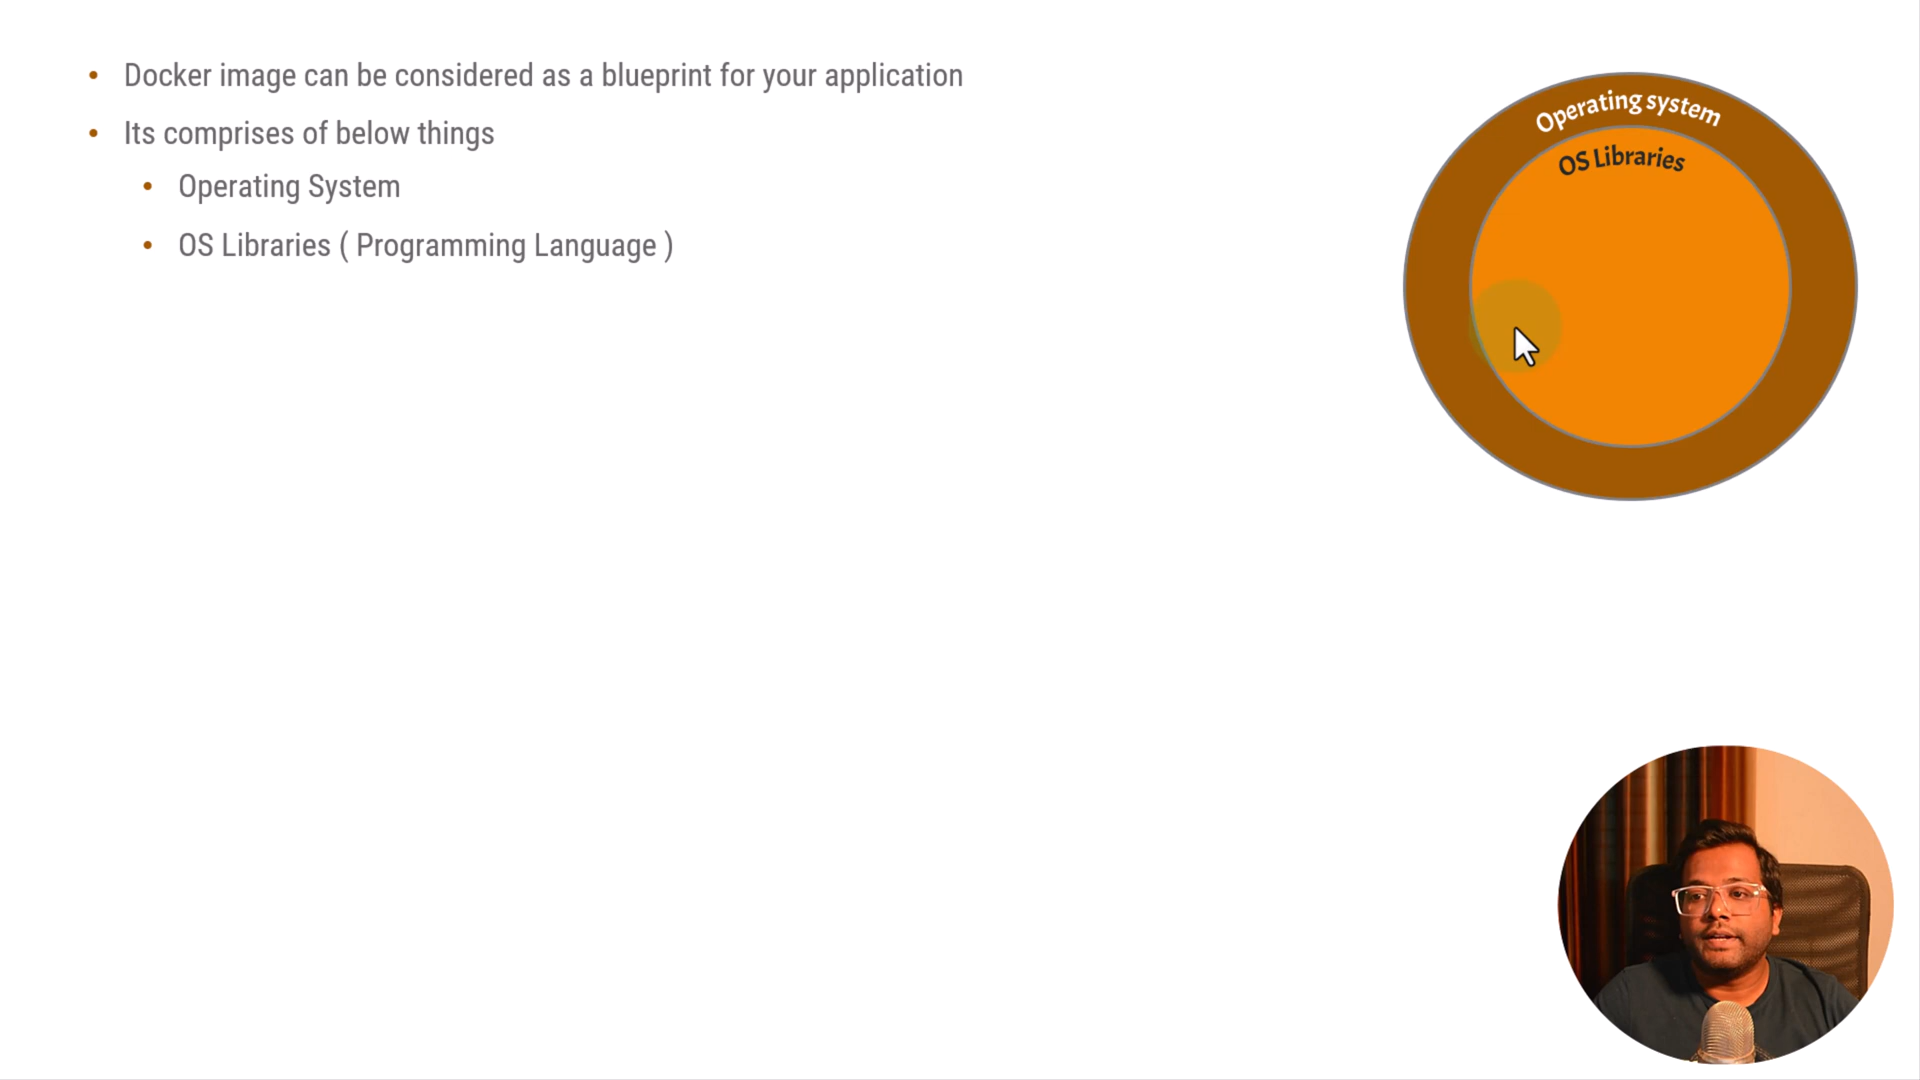 Docker image can be considered as a blueprint for your application
Its comprises of below things
Operating System
OS Libraries ( Programming Language )
Operating system
OS Libraries